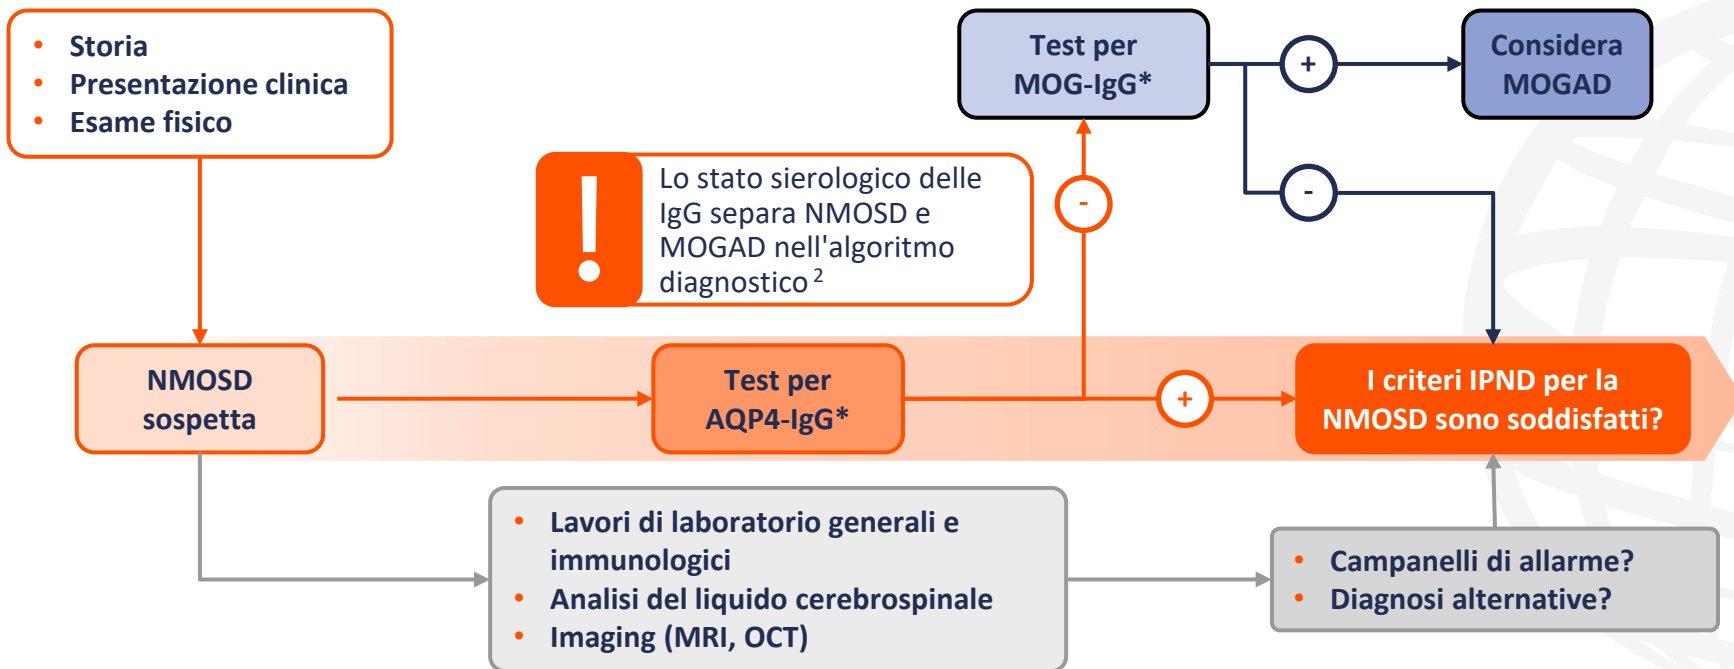 • Storia
• Presentazione clinica
• Esame fisico
Test per
MOG-IgG*
+
Considera
MOGAD
-
!
Lo stato sierologico delle
IgG separa NMOSD e
MOGAD nell'algoritmo
diagnostico 2
-
NMOSD
sospetta
Test per
AQP4-IgG*
+
I criteri IPND per la
NMOSD sono soddisfatti?
• Lavori di laboratorio generali e
immunologici
• Analisi del liquido cerebrospinale
• Imaging (MRI, OCT)
• Campanelli di allarme?
• Diagnosi alternative?